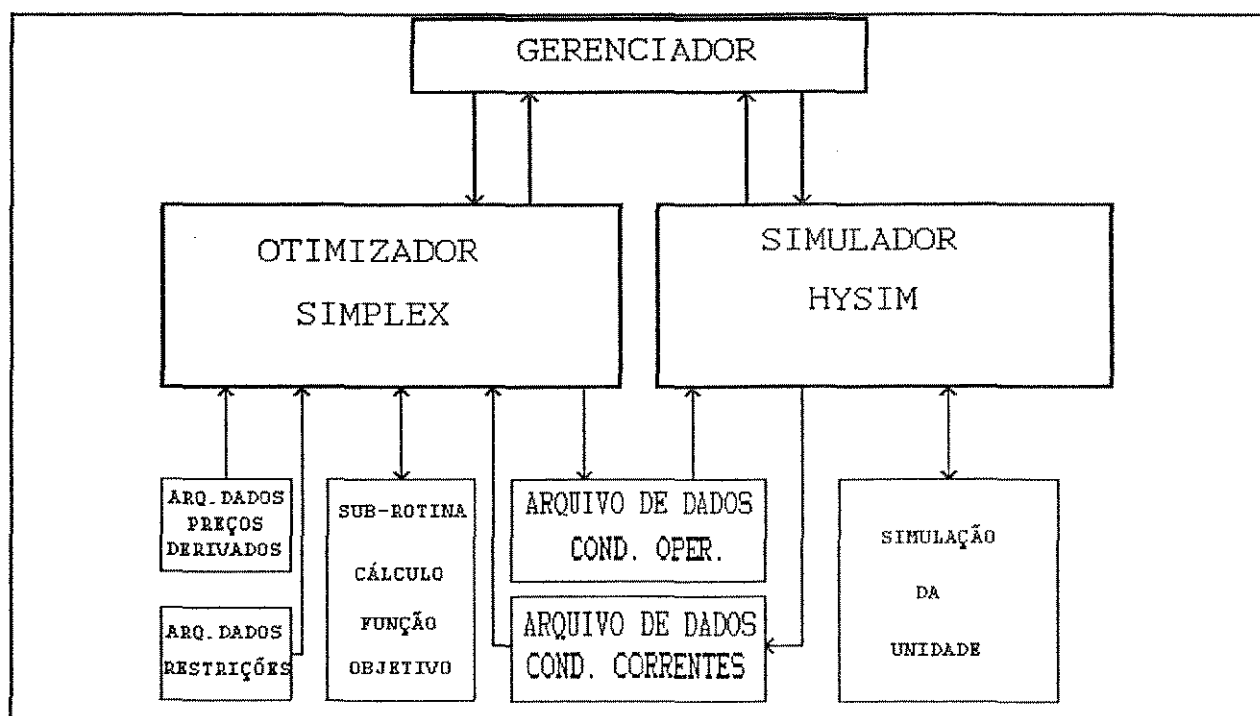 GERENCIADOR
OTIMIZADOR
SIMPLEX
SIMULADOR
HYSIM
ARQ.DADOS
PREÇOS
DERIVADOS
ARQ.DADOS
RESTRIÇÕES
SUB-ROTINA
CÁLCULO
FUNÇÃO
OBJETIVO
ARQUIVO DE DADOS
COND. OPER.
ARQUIVO DE DADOS
COND. CORRENTES
SIMULAÇÃO
DA
UNIDADE